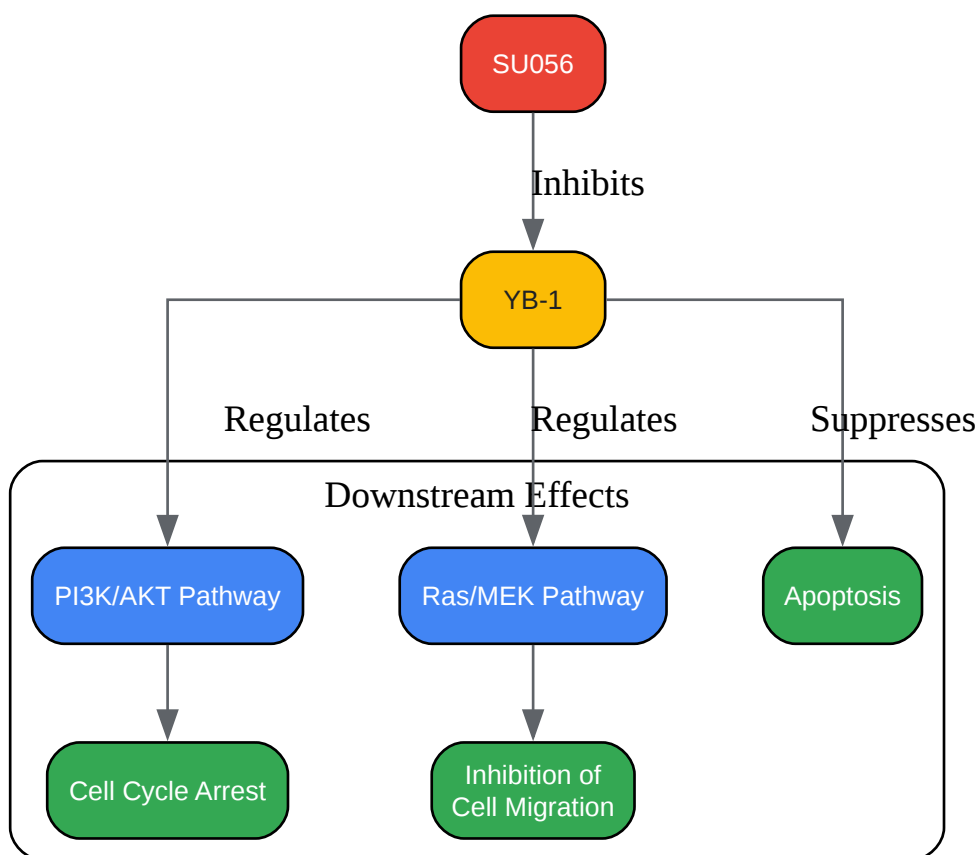 SU056
Inhibits
YB-1
Regulates
Regulates
Suppresses
Downstream Effects
PI3K/AKT Pathway
Ras/MEK Pathway
Apoptosis
Cell Cycle Arrest
Inhibition of
Cell Migration